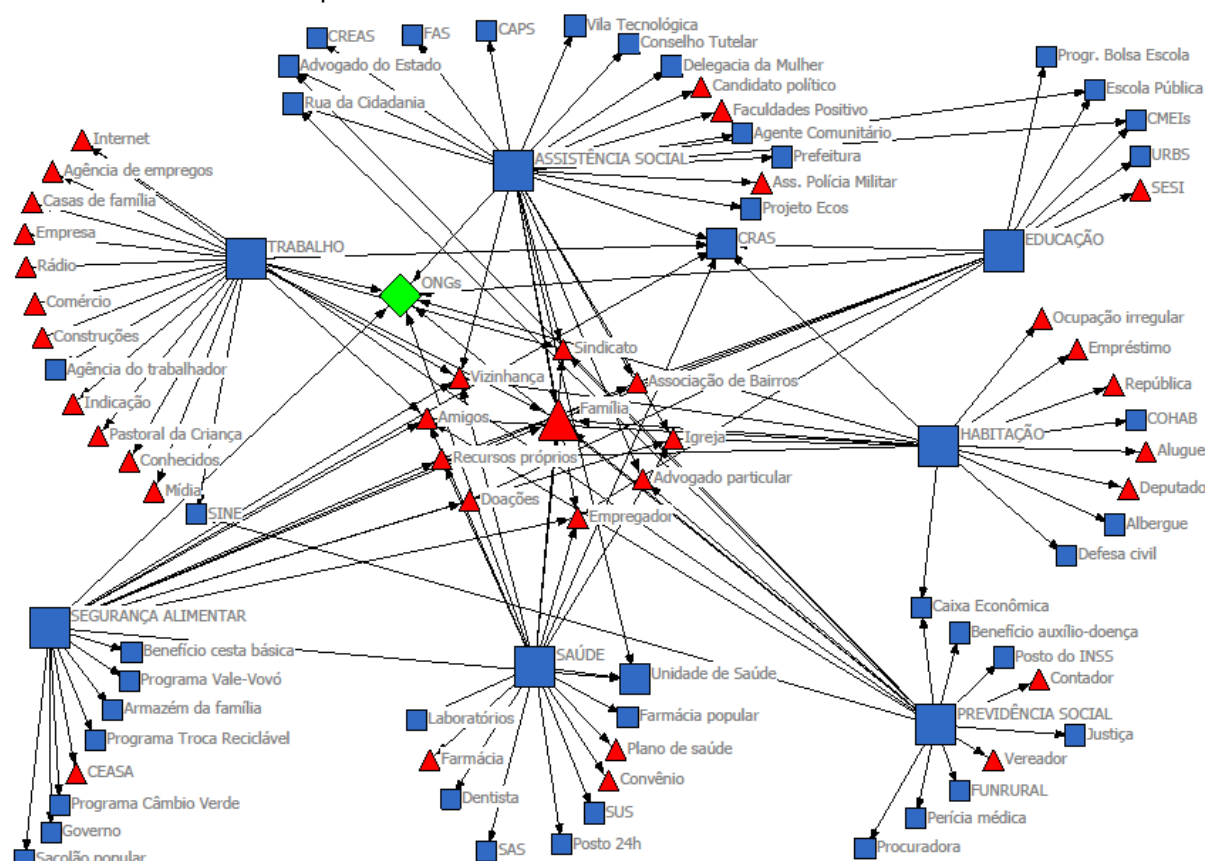 CREAS
FAS
CAPS
Vila Tecnológica
Conselho Tutelar
Advogado do Estado
Delegacia da Mulher
Progr. Bolsa Escola
Candidato político
Escola Pública
Rua da Cidadania
Faculdades Positivo
CMEIs
Agente Comunitário
Internet
ASSISTÊNCIA SOCIAL
Prefeitura
URBS
Agência de empregos
Ass. Polícia Militar
SESI
Casas de família
Projeto Ecos
Empresa
TRABALHO
CRAS
EDUCAÇÃO
Rádio
ONGs
Comércio
Ocupação irregular
Construções
Sindicato
Empréstimo
Agência do trabalhador
Vizinhança
Associação de Bairros
República
Indicação
Amigos
Família
COHAB
Pastoral da Criança
Igreja
HABITAÇÃO
Conhecidos
Recursos próprios
Alugue
Mídia
Advogado particular
Deputado
Doações
SINE
Empregador
Albergue
Defesa civil
Caixa Econômica
SEGURANÇA ALIMENTAR
Benefício auxílio-doença
Benefício cesta básica
SAÚDE
Posto do INSS
Programa Vale-Vovó
Unidade de Saúde
Contador
Armazém da família
Laboratórios
Farmácia popular
PREVIDÊNCIA SOCIAL
Programa Troca Reciclável
Plano de saúde
Justiça
CEASA
Farmácia
Convênio
Vereador
Programa Câmbio Verde
Dentista
SUS
FUNRURAL
Governo
Perícia médica
Sacolão popular
SAS
Posto 24h
Procuradora